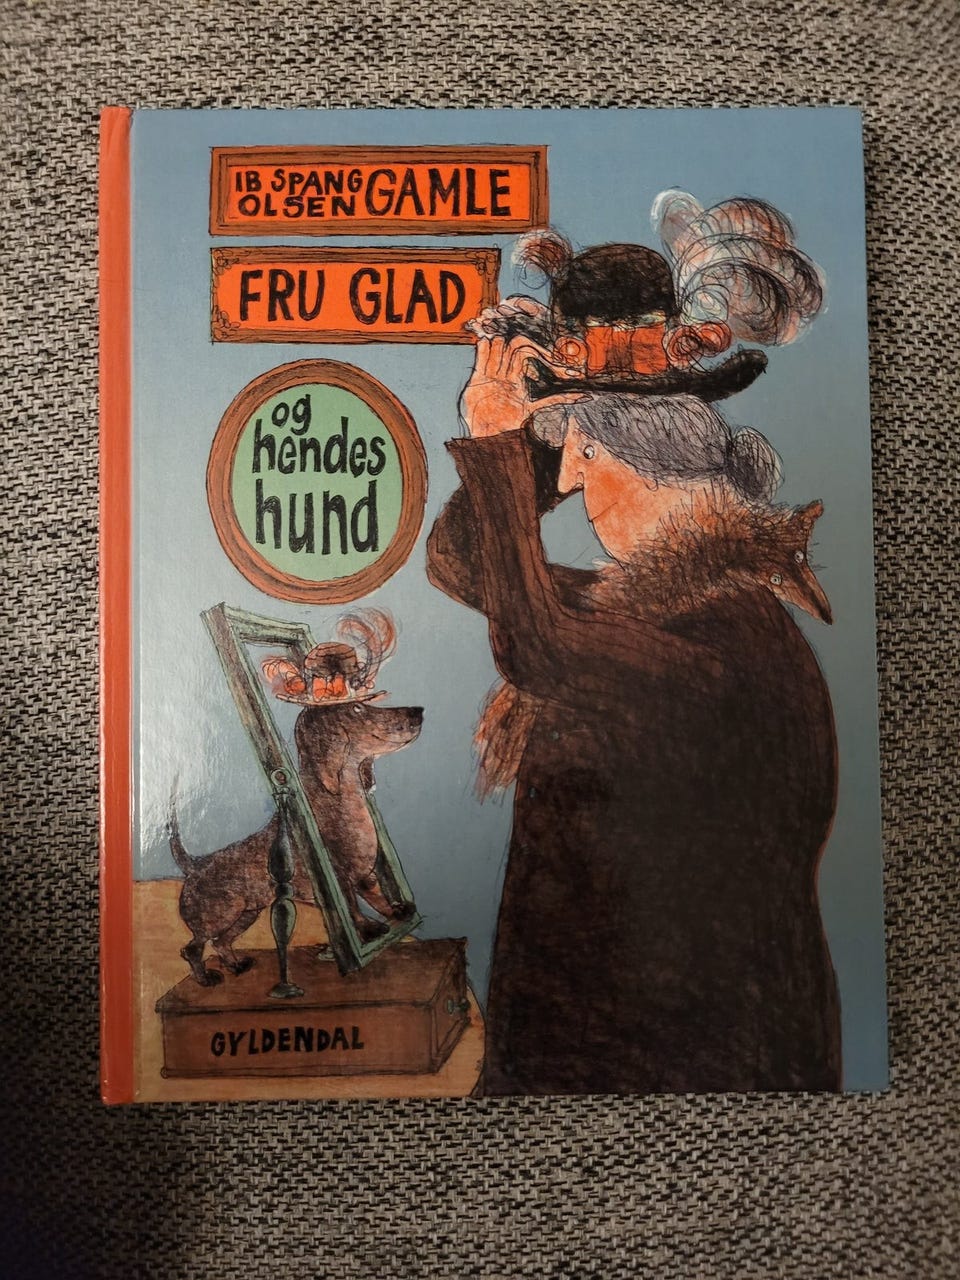 IB SPANG
OLSEN GAMLE
FRU GLAD
og
hendes
hund
GYLDENDAL